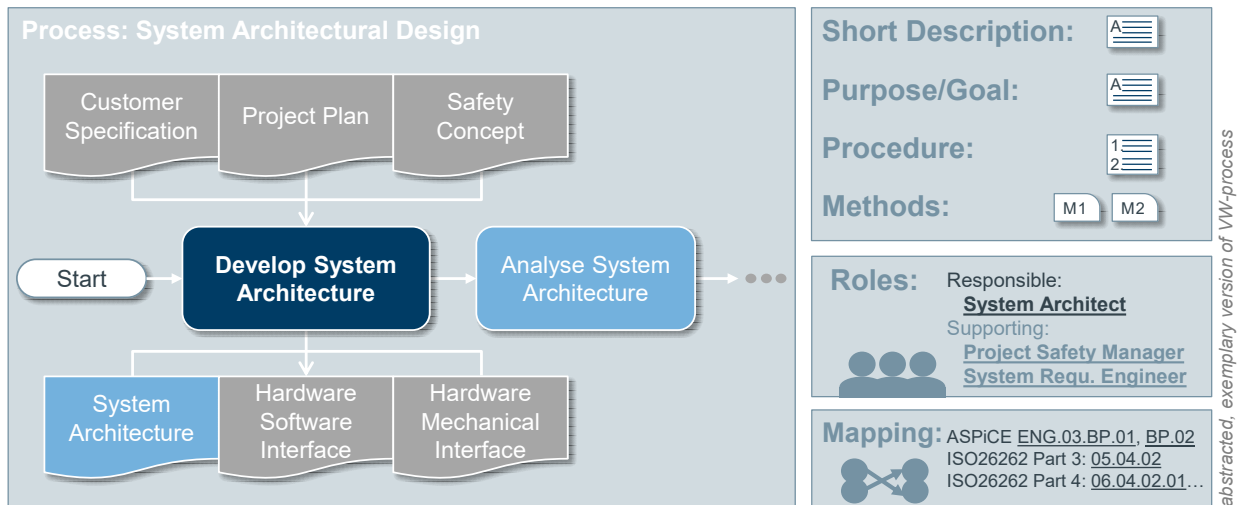 Process: System Architectural Design
Customer
Specification
Project Plan
Safety
Concept
Start
Develop System
Architecture
Analyse System
Architecture
System
Architecture
Hardware
Software
Interface
Hardware
Mechanical
Interface
Short Description:
A
Purpose/Goal:
A
Procedure:
1
2
Methods:
M1
M2
Roles:
Responsible:
System Architect
Supporting:
Project Safety Manager
System Requ. Engineer
Mapping:
ASPiCE ENG.03.BP.01, BP.02
ISO26262 Part 3: 05.04.02
ISO26262 Part 4: 06.04.02.01…
abstracted, exemplary version of VW-process